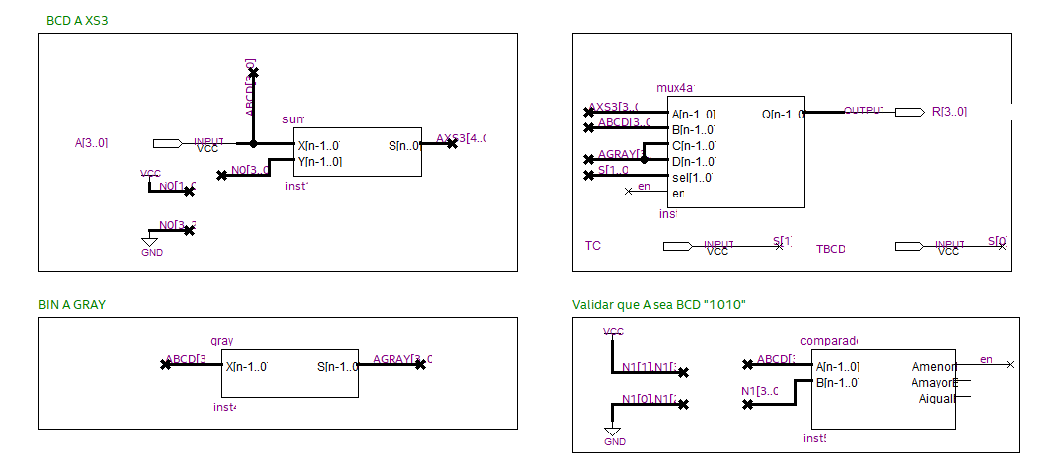 BCD A XS3
ABCD[3..0]
sum
A[3..0]
INPUT
VCC
X[n-1..0]
Y[n-1..0]
S[n..0]
AXS3[4..0
inst
VCC
N0[3..0
N0[1..0
N0[3..2
GND
mux4a
AXS3[3..0
ABCD[3..0
AGRAY[3
S[1..0
en
A[n-1..0]
B[n-1..0]
C[n-1..0]
D[n-1..0]
sel[1..0]
en
O[n-1..0
OUTPUT
R[3..0]
inst
TC
INPUT
VCC
S[1]
TBCD
INPUT
VCC
S[0]
BIN A GRAY
gray
ABCD[3
X[n-1..0]
S[n-1..0]
AGRAY[3..0
inst4
Validar que A sea BCD "1010"
VCC
N1[1],N1[3
N1[0],N1[2
GND
comparado
ABCD[3
N1[3..0
A[n-1..0]
B[n-1..0]
Amenor
AmayorB
Aigual
en
inst5